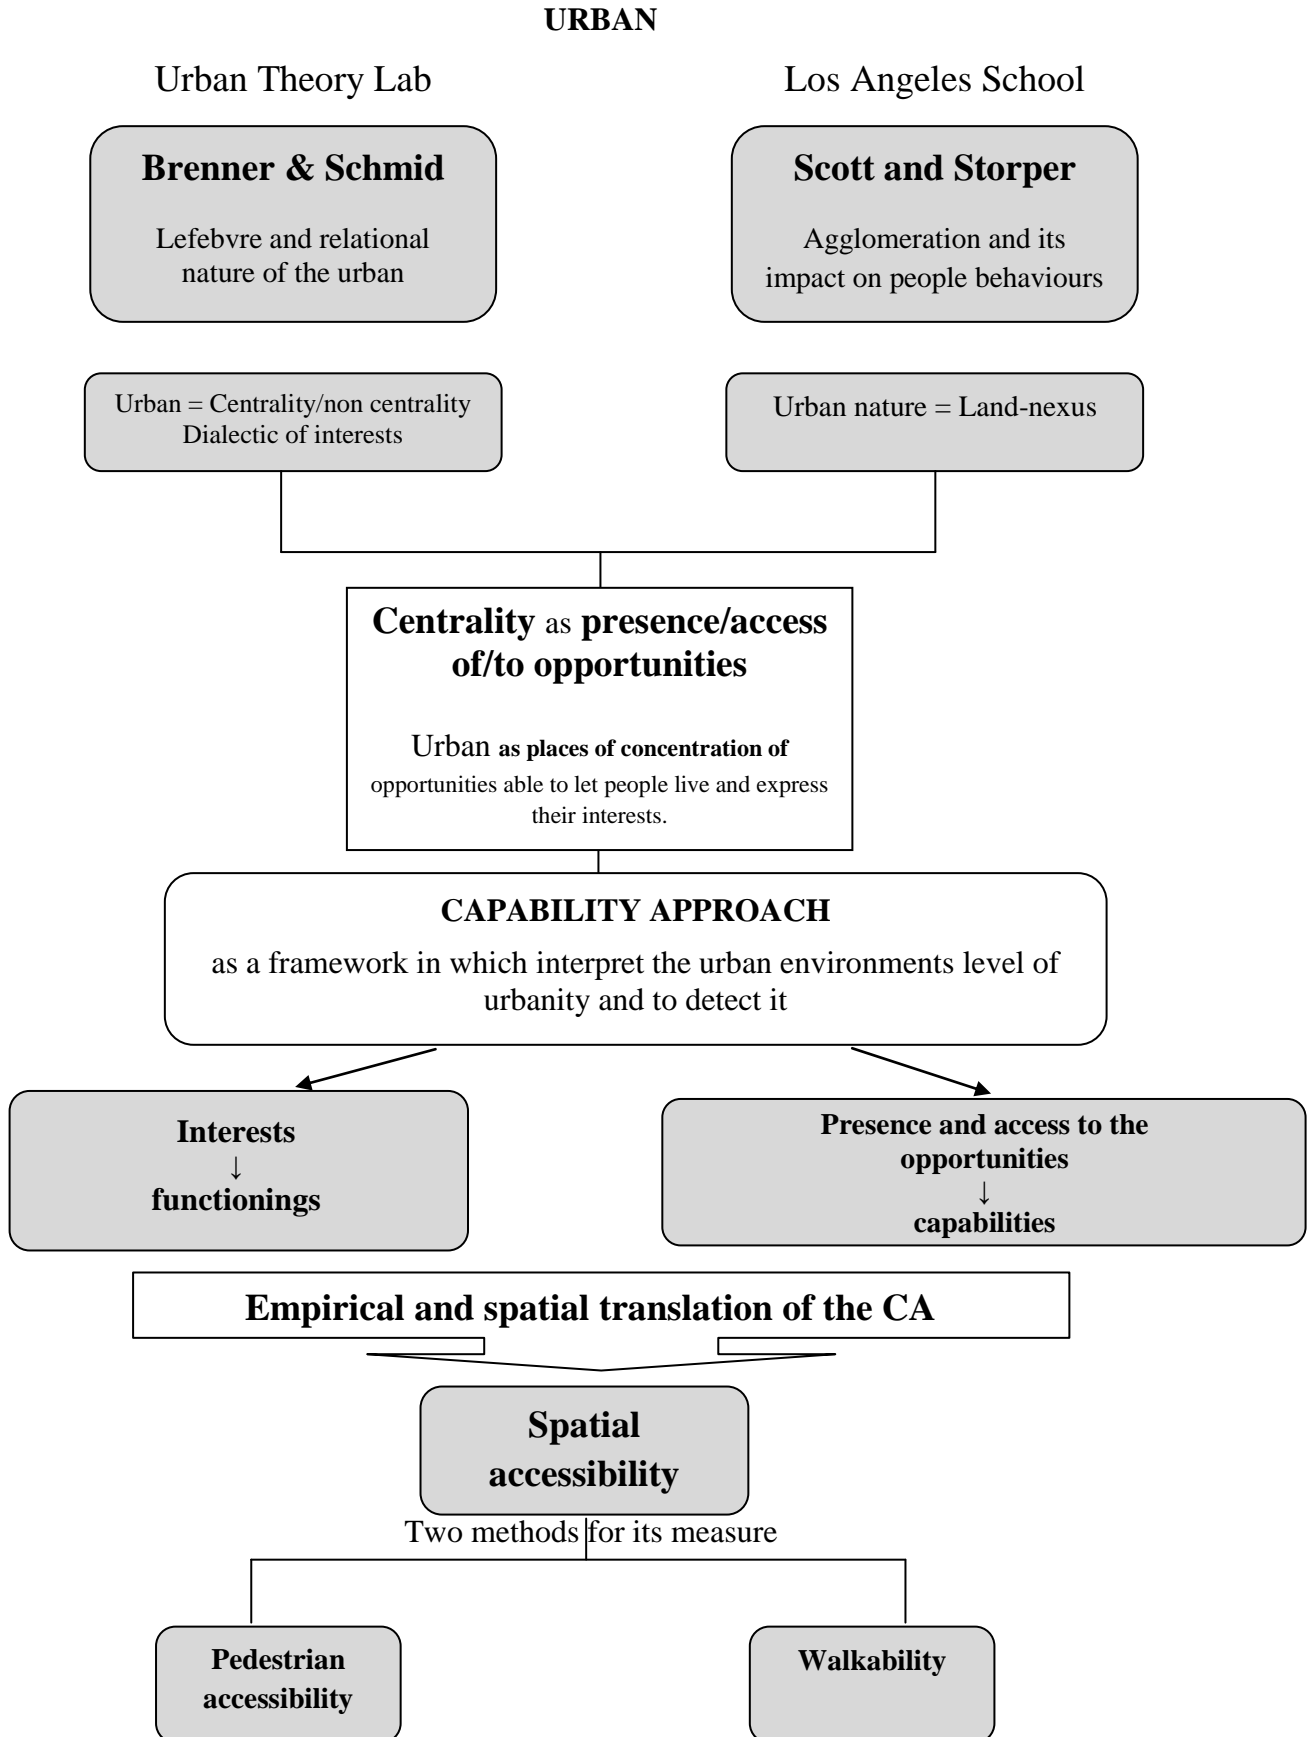 URBAN
Urban Theory Lab
Los Angeles School
Brenner & Schmid
Lefebvre and relational
nature of the urban
Scott and Storper
Agglomeration and its
impact on people behaviours
Urban = Centrality/non centrality
Dialectic of interests
Urban nature = Land-nexus
Centrality as presence/access
of/to opportunities
Urban as places of concentration of
opportunities able to let people live and express
their interests.
CAPABILITY APPROACH
as a framework in which interpret the urban environments level of
urbanity and to detect it
Interests
↓
functionings
Presence and access to the
opportunities
↓
capabilities
Empirical and spatial translation of the CA
Spatial
accessibility
Two methods for its measure
Pedestrian
accessibility
Walkability